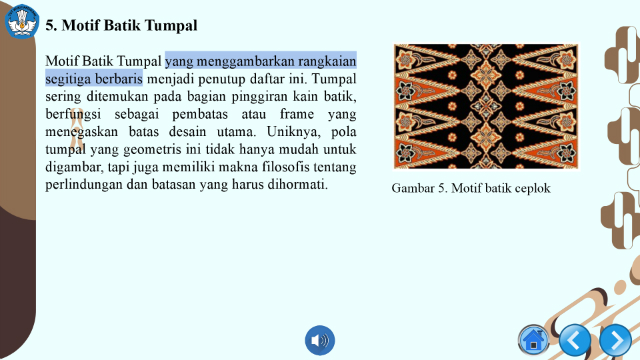 5. Motif Batik Tumpal
Motif Batik Tumpal yang menggambarkan rangkaian
segitiga berbaris menjadi penutup daftar ini. Tumpal
sering ditemukan pada bagian pinggiran kain batik,
berfungsi sebagai pembatas atau frame yang
menegaskan batas desain utama. Uniknya, pola
tumpal yang geometris ini tidak hanya mudah untuk
digambar, tapi juga memiliki makna filosofis tentang
perlindungan dan batasan yang harus dihormati.
Gambar 5. Motif batik ceplok